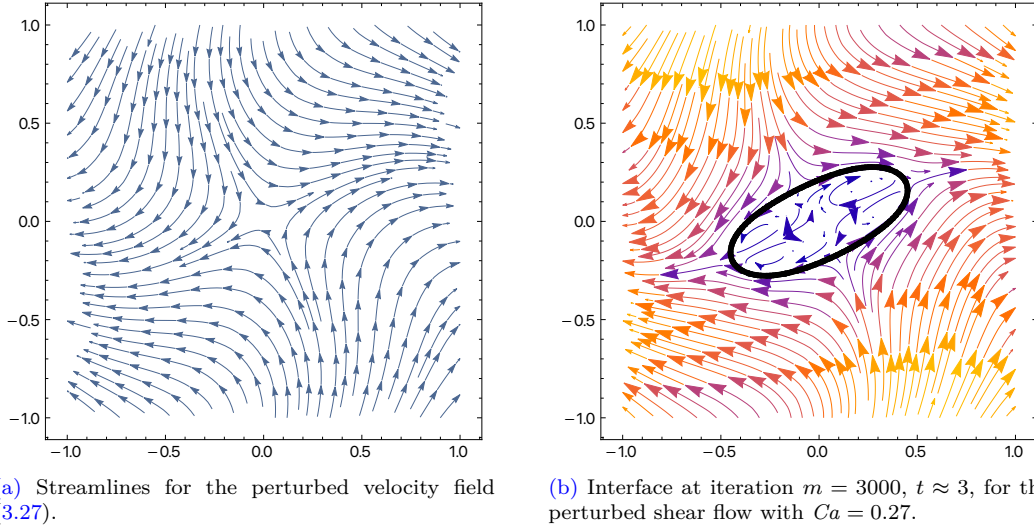 1.0
0.5
0.0
−0.5
−1.0
−1.0 −0.5 0.0 0.5 1.0
1.0
0.5
0.0
−0.5
−1.0
−1.0 −0.5 0.0 0.5 1.0
a) Streamlines for the perturbed velocity field
3.27).
(b) Interface at iteration m = 3000, t ≈ 3, for
perturbed shear flow with Ca = 0.27.